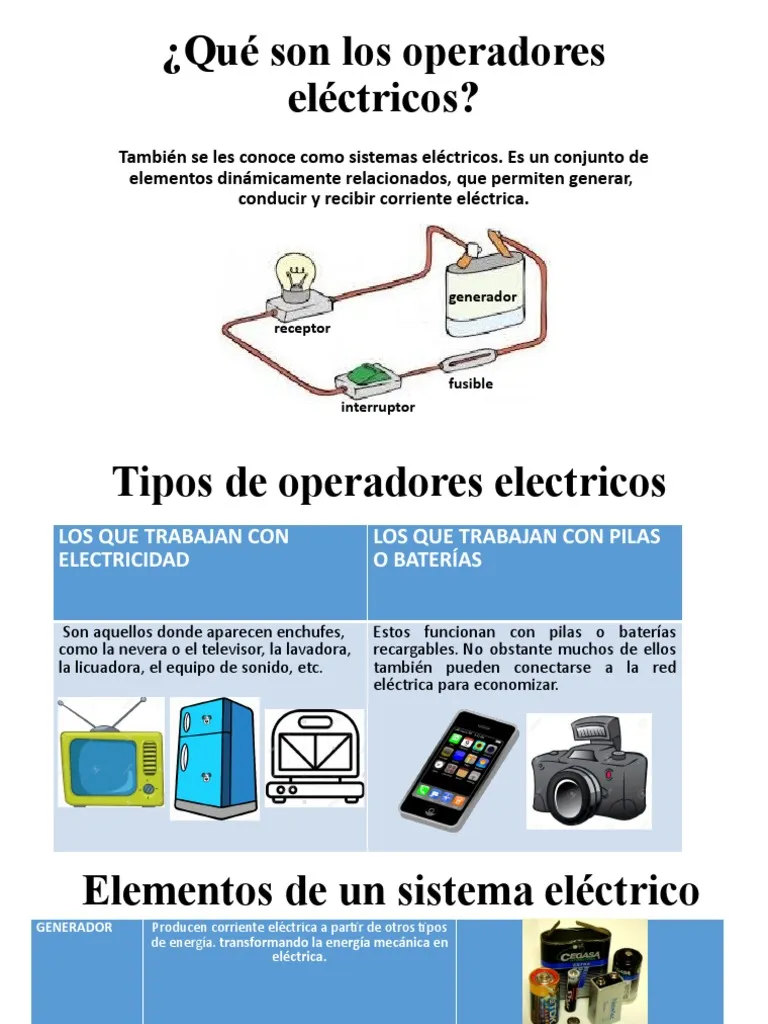 ¿Qué son los operadores
eléctricos?
También se les conoce como sistemas eléctricos. Es un conjunto de
elementos dinámicamente relacionados, que permiten generar,
conducir y recibir corriente eléctrica.
generador
receptor
fusible
interruptor
Tipos de operadores electricos
LOS QUE TRABAJAN CON
ELECTRICIDAD
LOS QUE TRABAJAN CON PILAS
O BATERÍAS
Son aquellos donde aparecen enchufes,
como la nevera o el televisor, la lavadora,
la licuadora, el equipo de sonido, etc.
Estos funcionan con pilas o baterías
recargables. No obstante muchos de ellos
también pueden conectarse a la red
eléctrica para economizar.
Elementos de un sistema eléctrico
GENERADOR
Producen corriente eléctrica a partir de otros tipos
de energía. transformando la energía mecánica en
eléctrica.
CEGASA